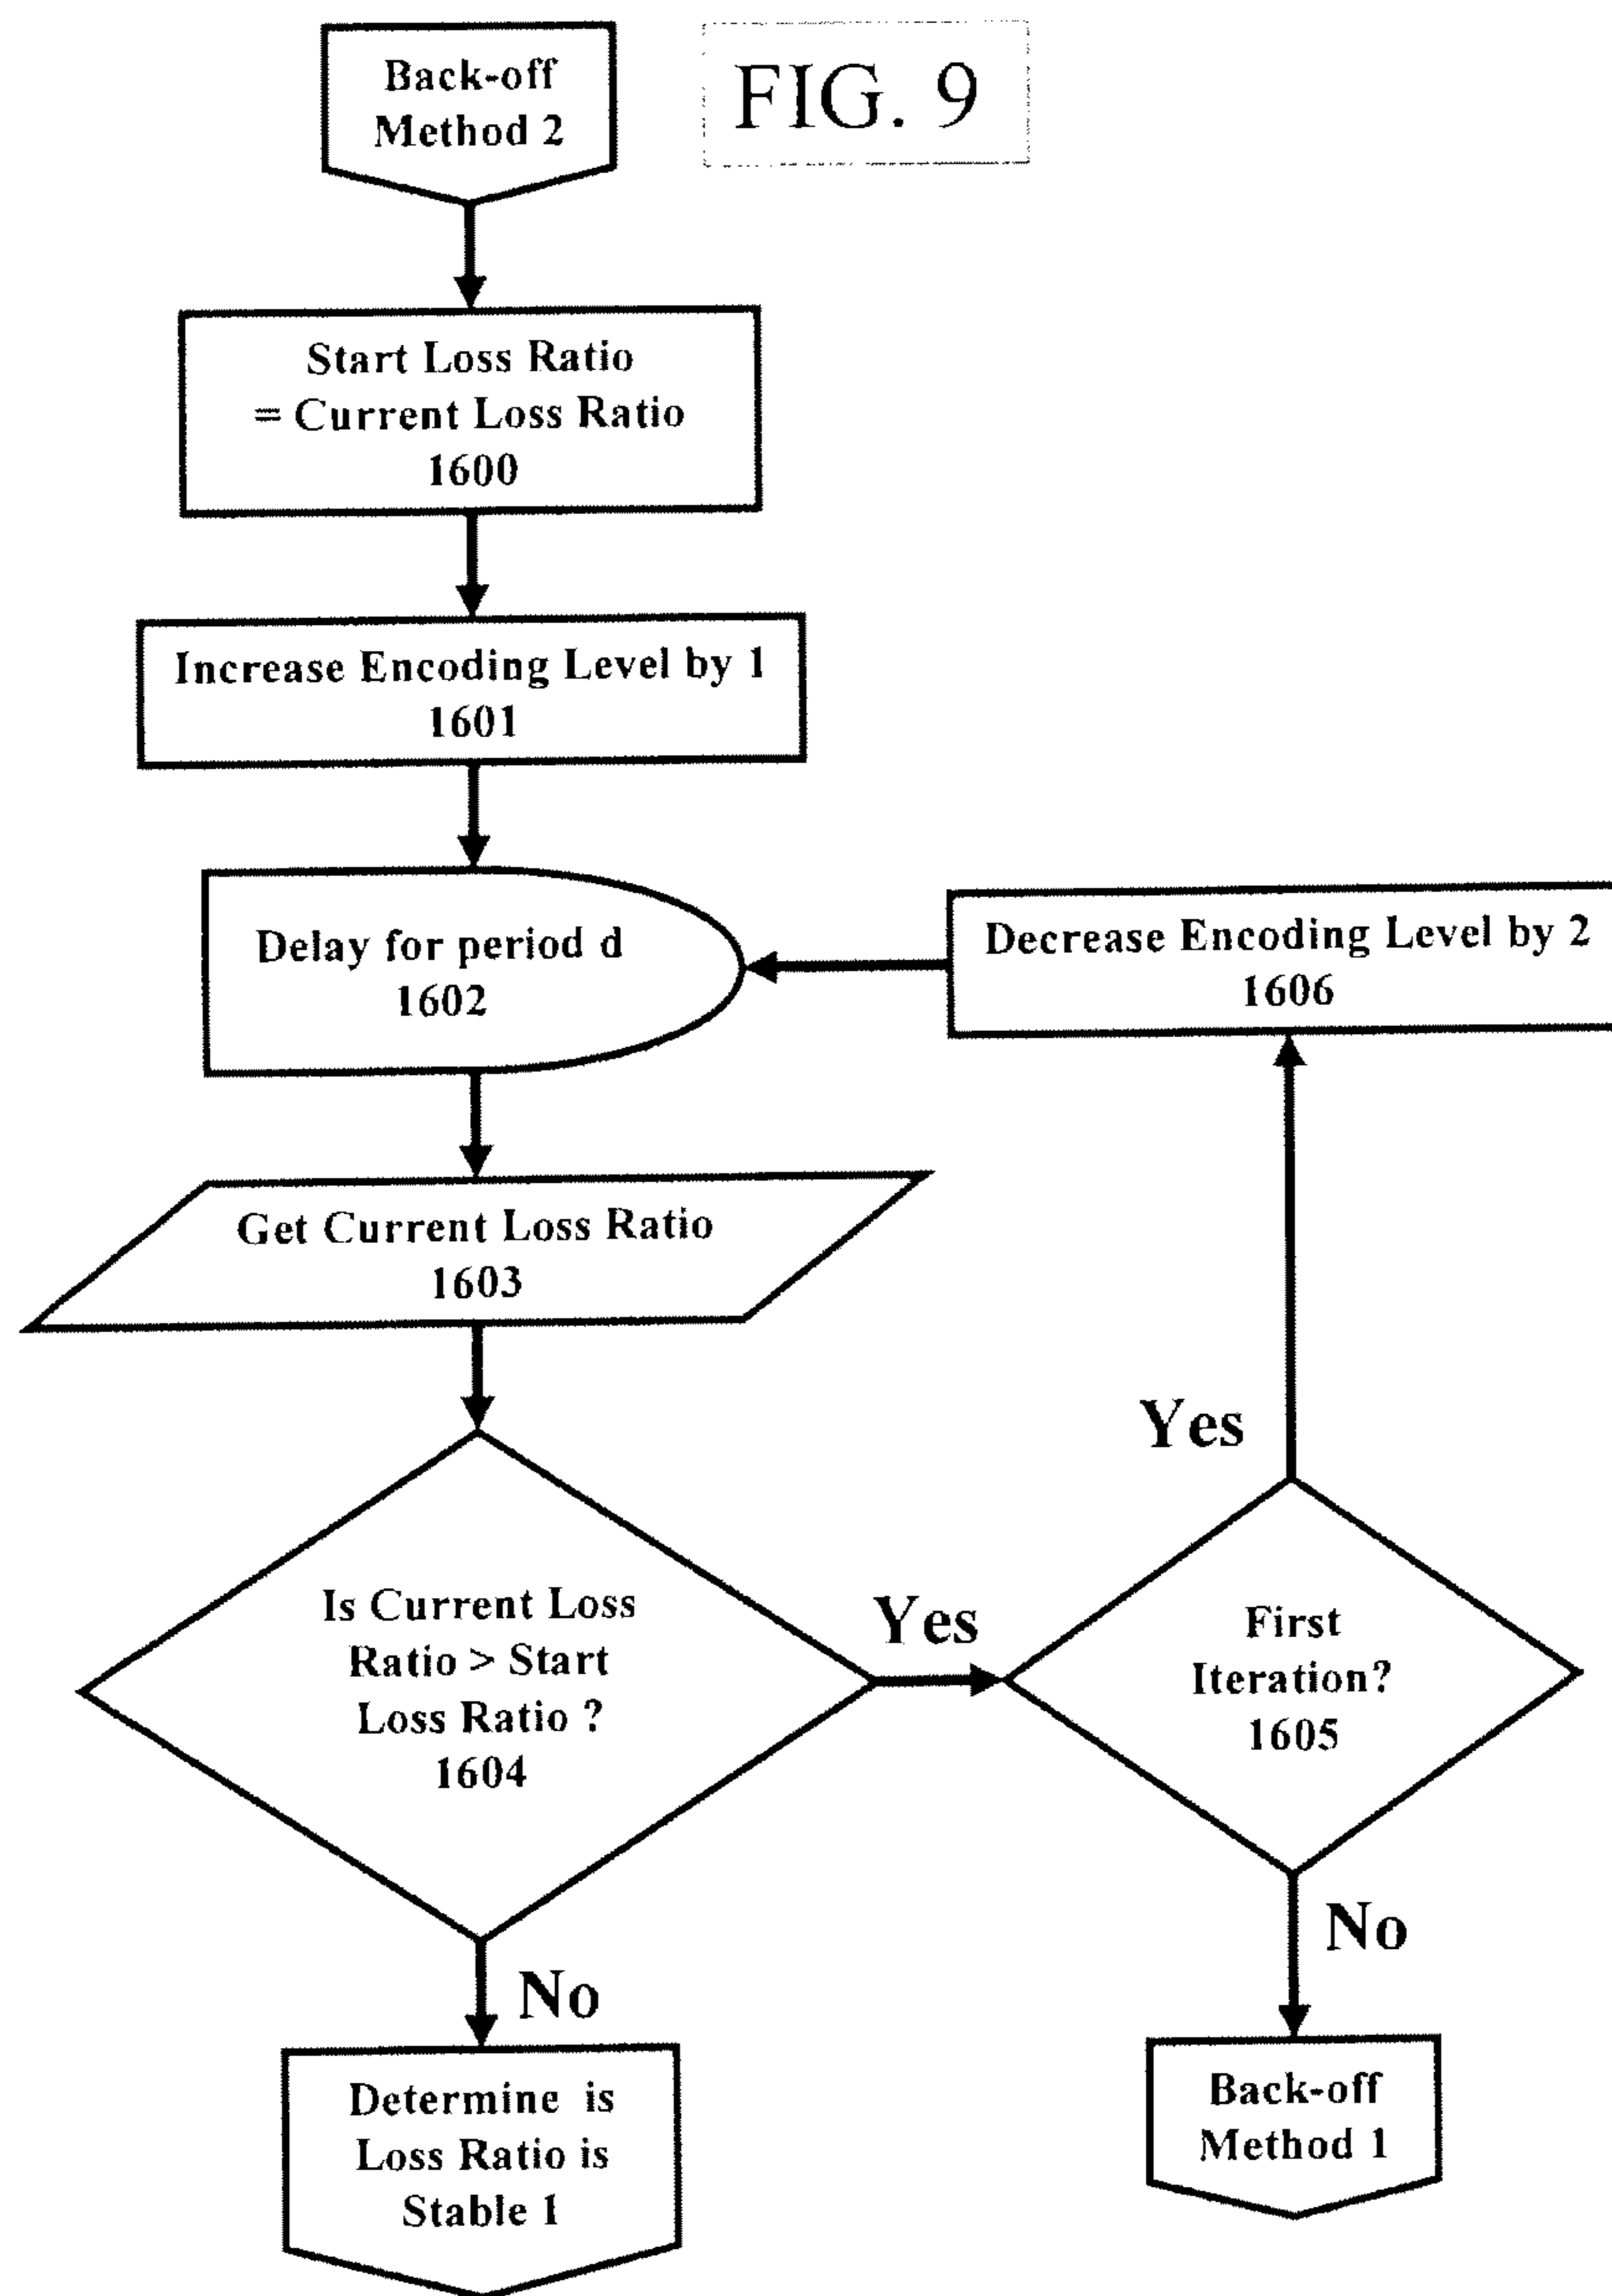 Back-off
Method 2
FIG. 9
Start Loss Ratio
= Current Loss Ratio
1600
Increase Encoding Level by 1
1601
Delay for period d
1602
Decrease Encoding Level by 2
1606
Get Current Loss Ratio
1603
Yes
Is Current Loss
Ratio > Start
Loss Ratio ?
1604
Yes
First
Iteration?
1605
No
No
Determine is
Loss Ratio is
Stable 1
Back-off
Method 1